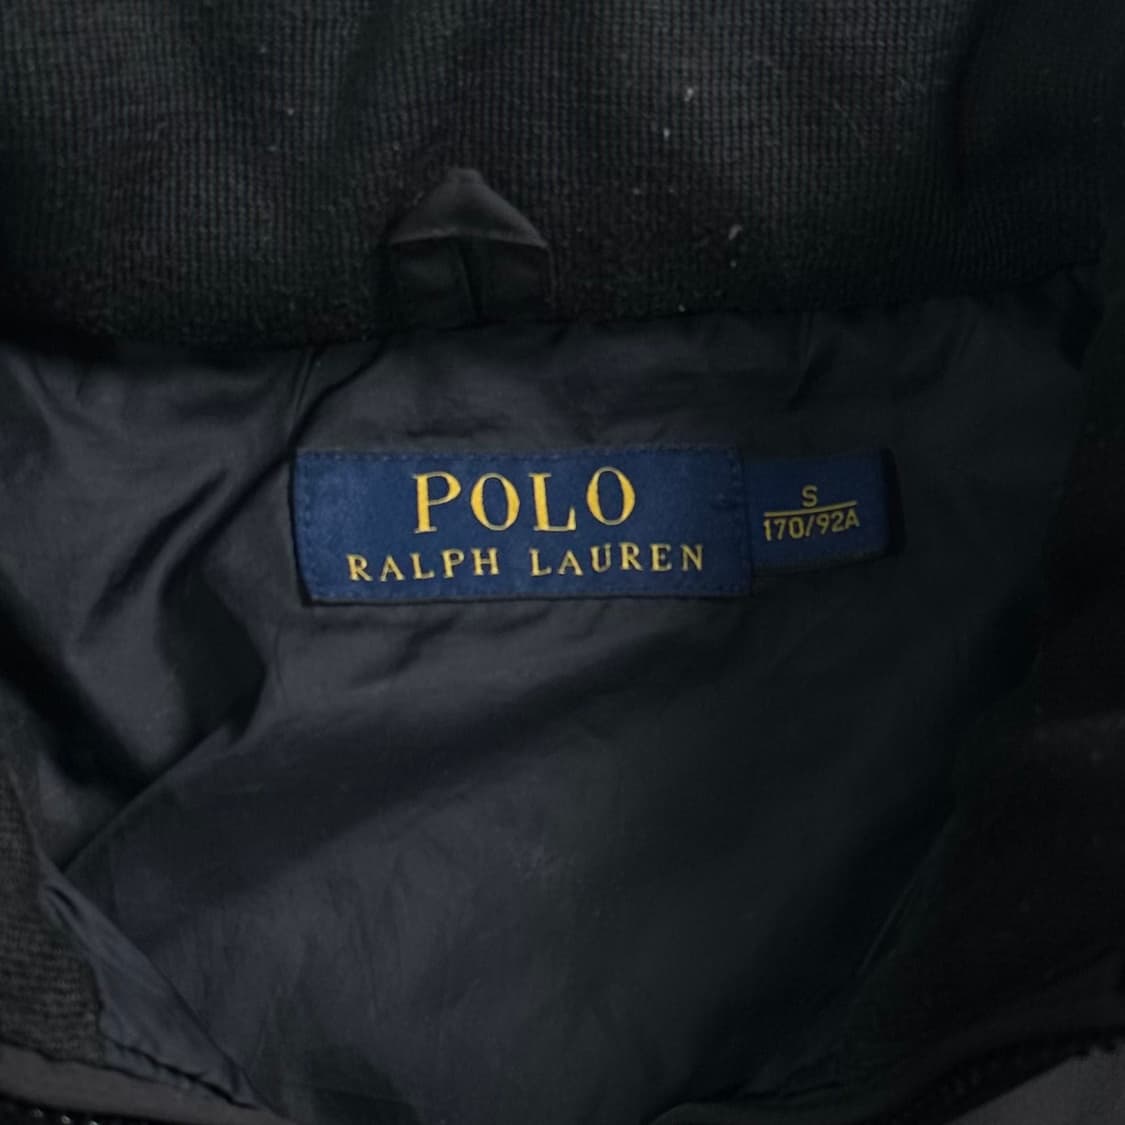 POLO
RALPH LAUREN
S
170/92A